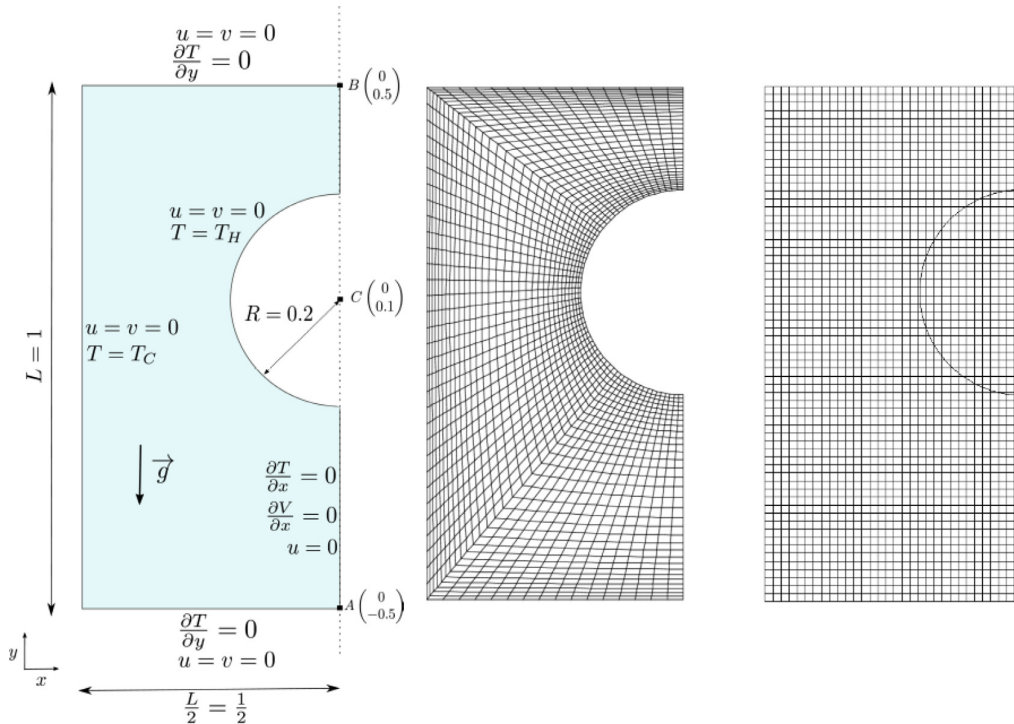 u = v = 0
∂T/∂y = 0
B (0 0.5)
u = v = 0
T = T_H
C (0 0.1)
R = 0.2
u = v = 0
T = T_C
L = 1
g
∂T/∂x = 0
∂V/∂x = 0
u = 0
A (0 −0.5)
∂T/∂y = 0
u = v = 0
y
x
L/2 = 1/2